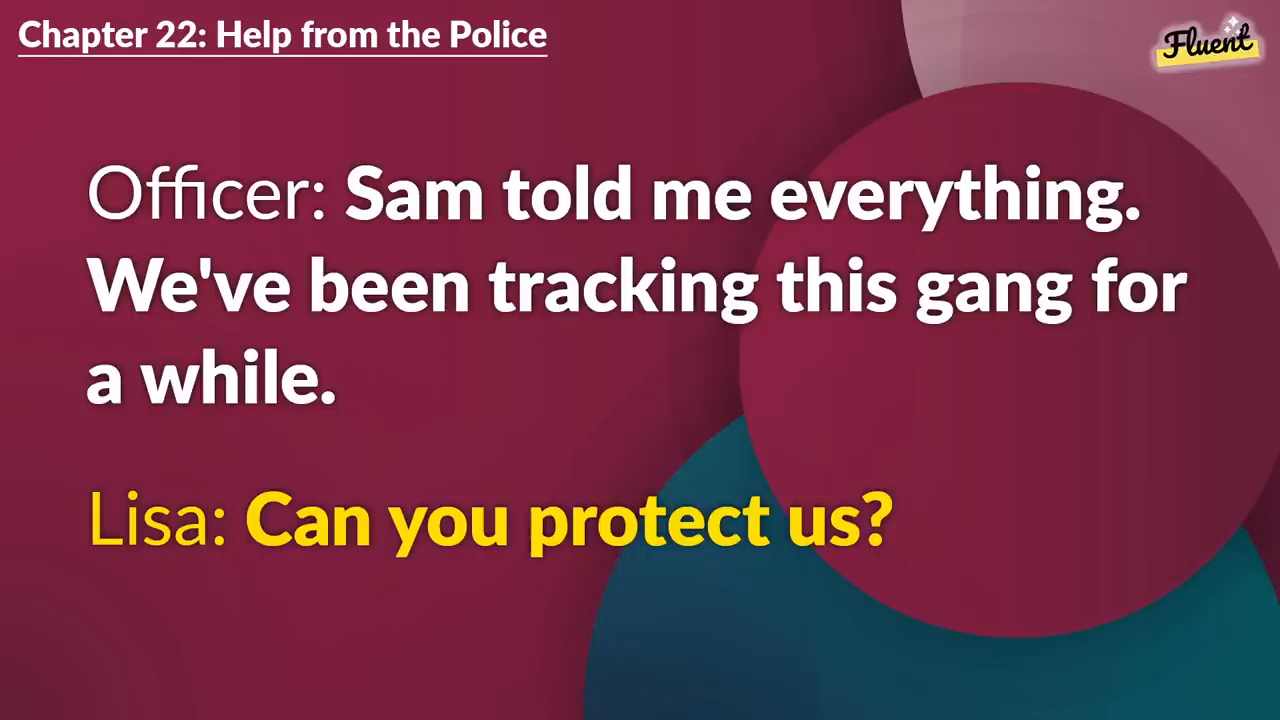 Chapter 22: Help from the Police
Fluent
Officer: Sam told me everything.
We've been tracking this gang for
a while.
Lisa: Can you protect us?